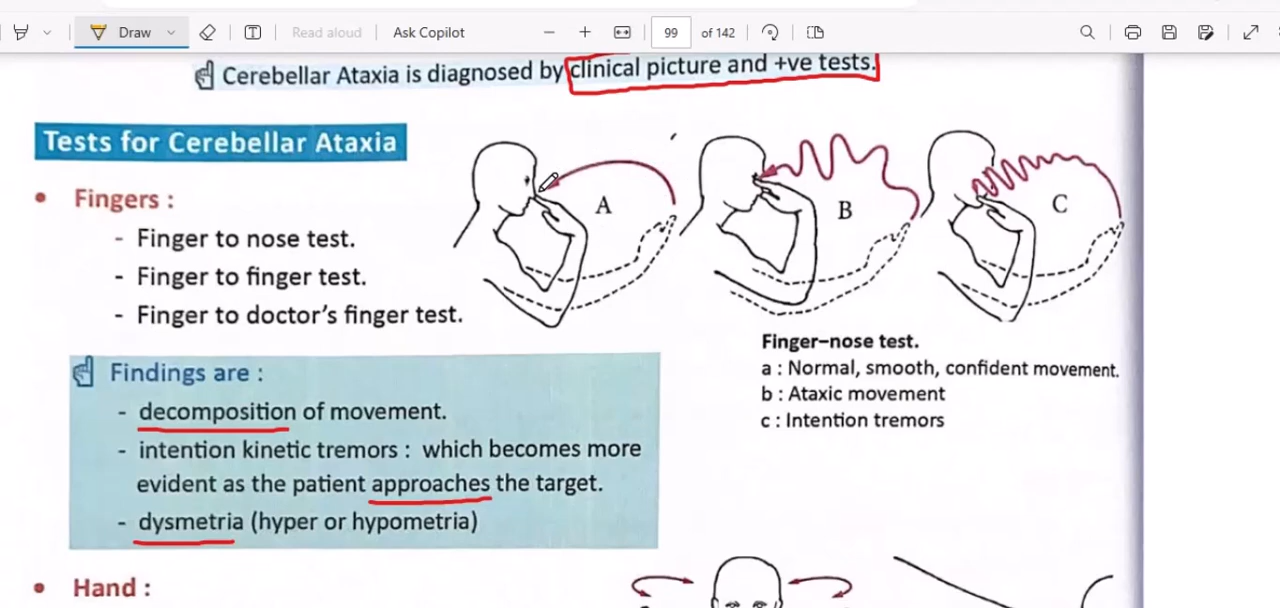 Draw
Read aloud
Ask Copilot
99
of 142
Cerebellar Ataxia is diagnosed by clinical picture and +ve tests.
Tests for Cerebellar Ataxia
• Fingers :
- Finger to nose test.
- Finger to finger test.
- Finger to doctor's finger test.
A
B
C
Finger–nose test.
a : Normal, smooth, confident movement.
b : Ataxic movement
c : Intention tremors
Findings are :
- decomposition of movement.
- intention kinetic tremors : which becomes more
evident as the patient approaches the target.
- dysmetria (hyper or hypometria)
• Hand :